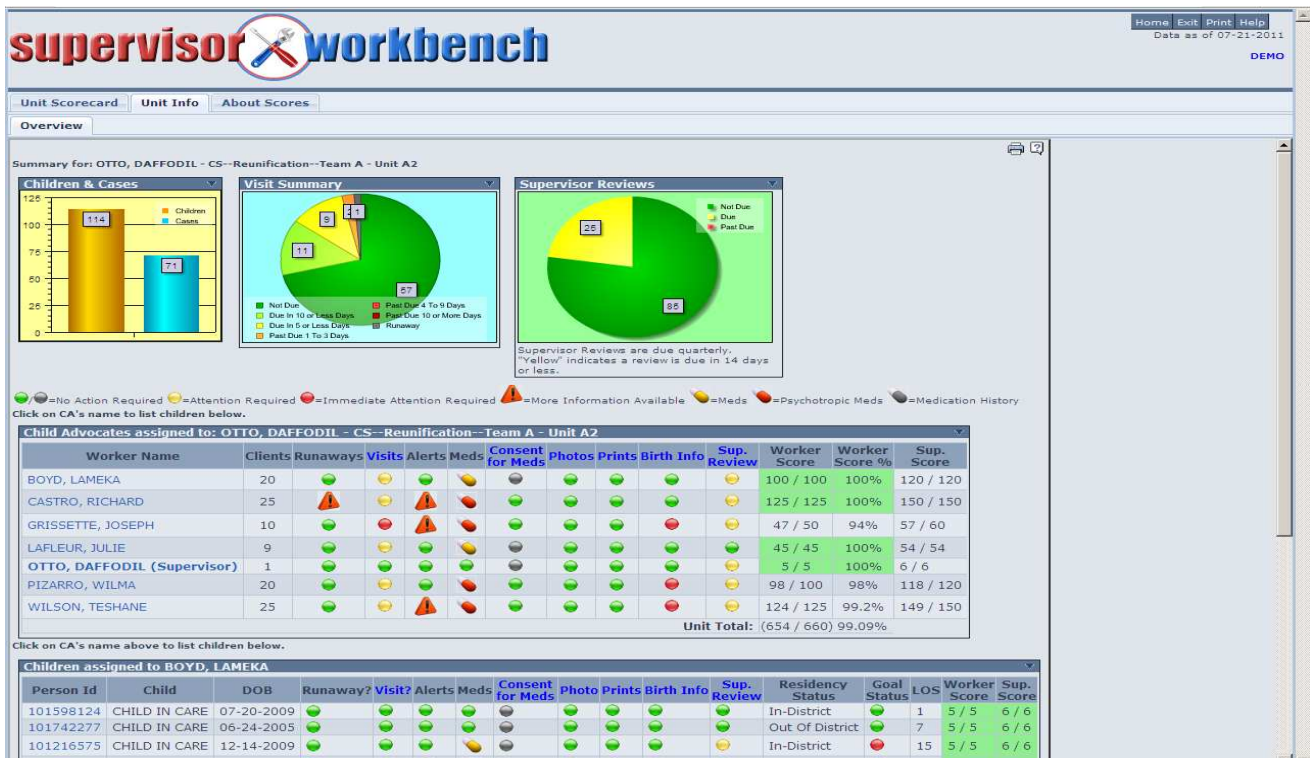 supervisor workbench
Home Exit Print Help
Data as of 07-21-2011
DEMO
Unit Scorecard Unit Info About Scores
Overview
Summary for: OTTO, DAFFODIL - CS--Reunification--Team A - Unit A2
Children & Cases
125
100
75
50
25
0
114
71
Children
Cases
Visit Summary
9
2
1
11
57
Not Due
Due In 10 or Less Days
Due In 5 or Less Days
Past Due 1 To 3 Days
Past Due 4 To 9 Days
Past Due 10 or More Days
Runaway
Supervisor Reviews
25
85
Not Due
Due
Past Due
Supervisor Reviews are due quarterly.
"Yellow" indicates a review is due in 14 days
or less.
/ =No Action Required =Attention Required =Immediate Attention Required =More Information Available =Meds =Psychotropic Meds =Medication History
Click on CA's name to list children below.
Child Advocates assigned to: OTTO, DAFFODIL - CS--Reunification--Team A - Unit A2
Worker Name Clients Runaways Visits Alerts Meds Consent for Meds Photos Prints Birth Info Sup. Review Worker Score Worker Score % Sup. Score
BOYD, LAMEKA 20 100 / 100 100% 120 / 120
CASTRO, RICHARD 25 125 / 125 100% 150 / 150
GRISSETTE, JOSEPH 10 47 / 50 94% 57 / 60
LAFLEUR, JULIE 9 45 / 45 100% 54 / 54
OTTO, DAFFODIL (Supervisor) 1 5 / 5 100% 6 / 6
PIZARRO, WILMA 20 98 / 100 98% 118 / 120
WILSON, TESHANE 25 124 / 125 99.2% 149 / 150
Unit Total: (654 / 660) 99.09%
Click on CA's name above to list children below.
Children assigned to BOYD, LAMEKA
Person Id Child DOB Runaway? Visit? Alerts Meds Consent for Meds Photo Prints Birth Info Sup. Review Residency Status Goal Status LOS Worker Score Sup. Score
101598124 CHILD IN CARE 07-20-2009 In-District 1 5 / 5 6 / 6
101742277 CHILD IN CARE 06-24-2005 Out Of District 7 5 / 5 6 / 6
101216575 CHILD IN CARE 12-14-2009 In-District 15 5 / 5 6 / 6